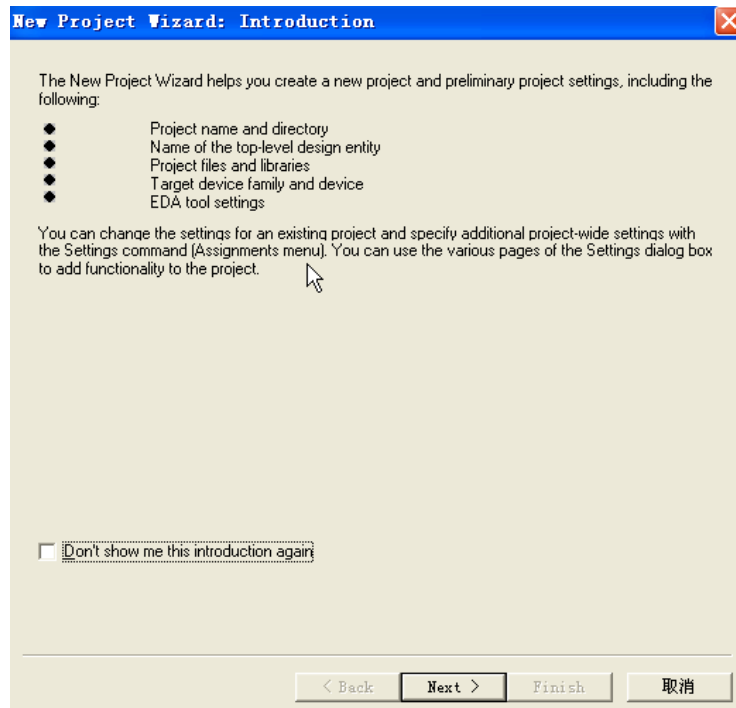 New Project Wizard: Introduction
The New Project Wizard helps you create a new project and preliminary project settings, including the
following:
Project name and directory
Name of the top-level design entity
Project files and libraries
Target device family and device
EDA tool settings
You can change the settings for an existing project and specify additional project-wide settings with
the Settings command (Assignments menu). You can use the various pages of the Settings dialog box
to add functionality to the project.
Don't show me this introduction again
< Back Next > Finish 取消